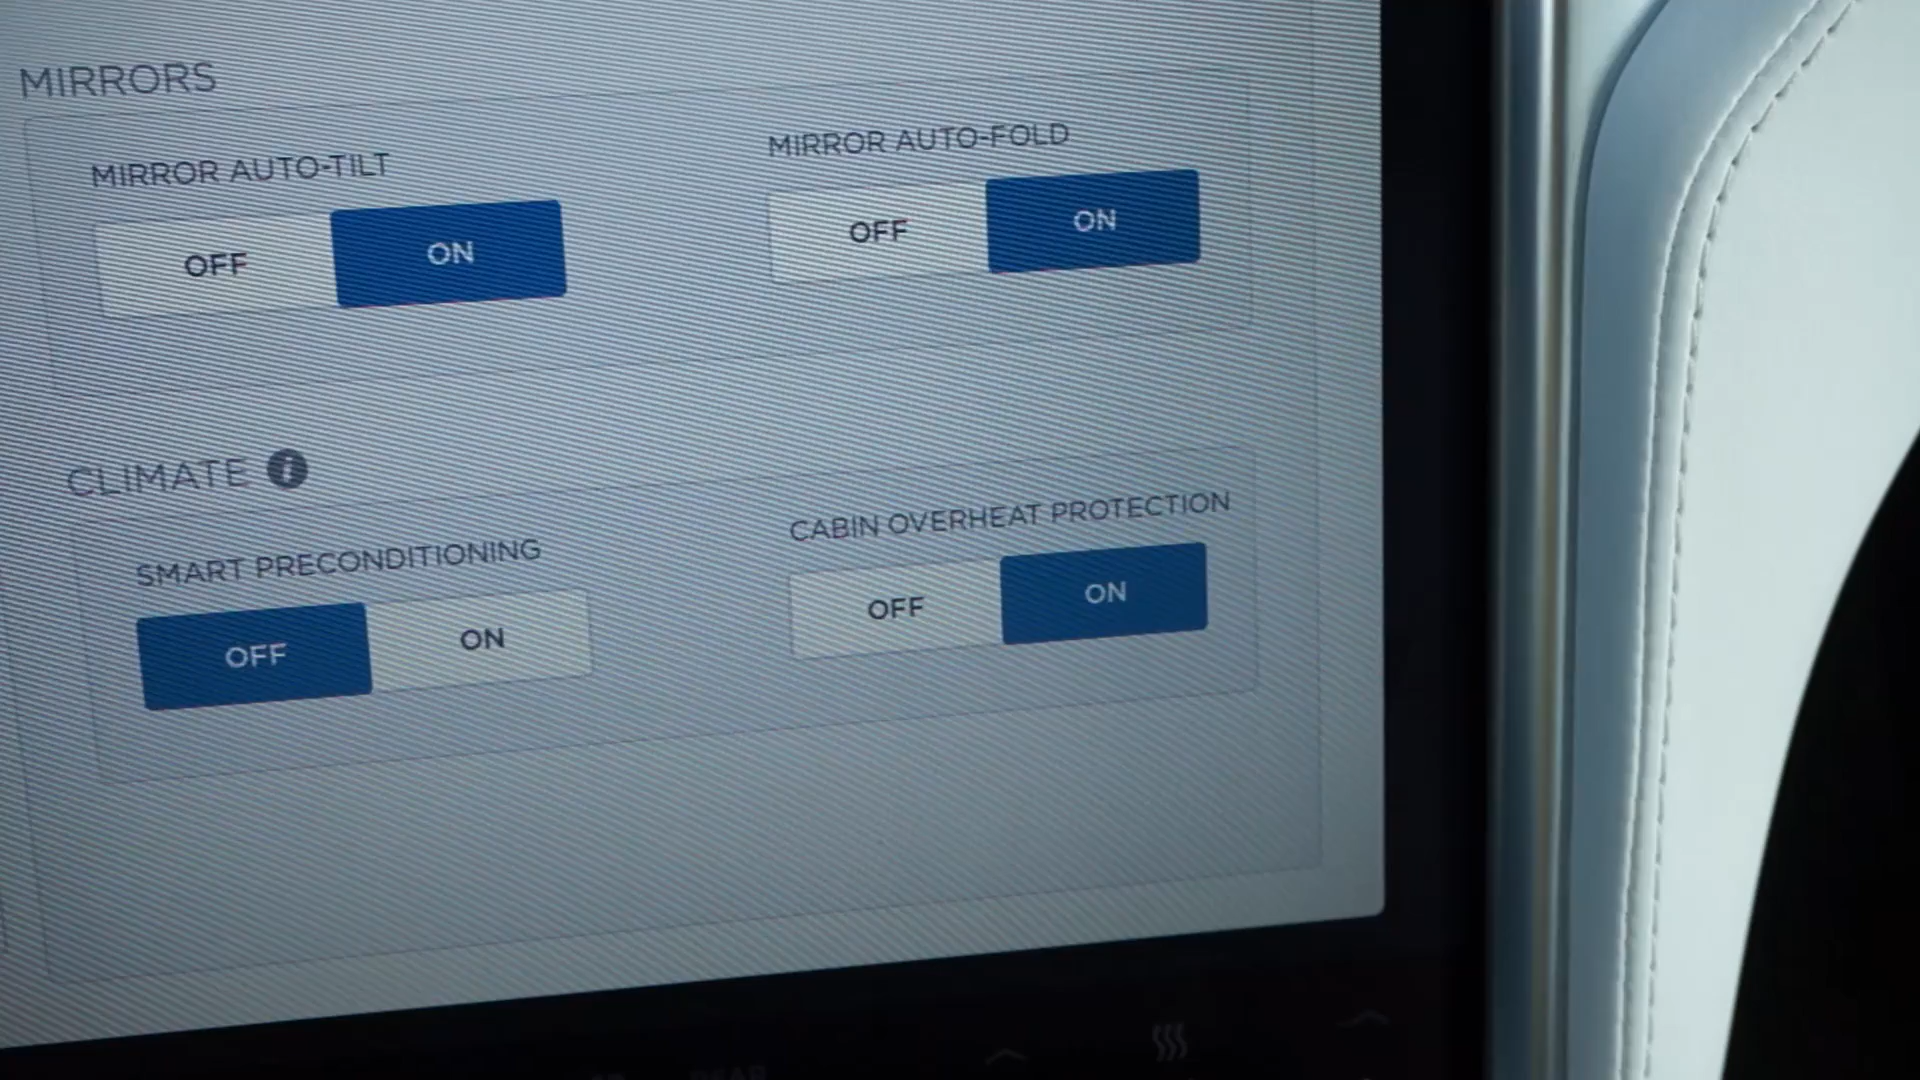 MIRRORS
MIRROR AUTO-TILT
MIRROR AUTO-FOLD
OFF ON
OFF ON
CLIMATE i
SMART PRECONDITIONING
CABIN OVERHEAT PROTECTION
OFF ON
OFF ON